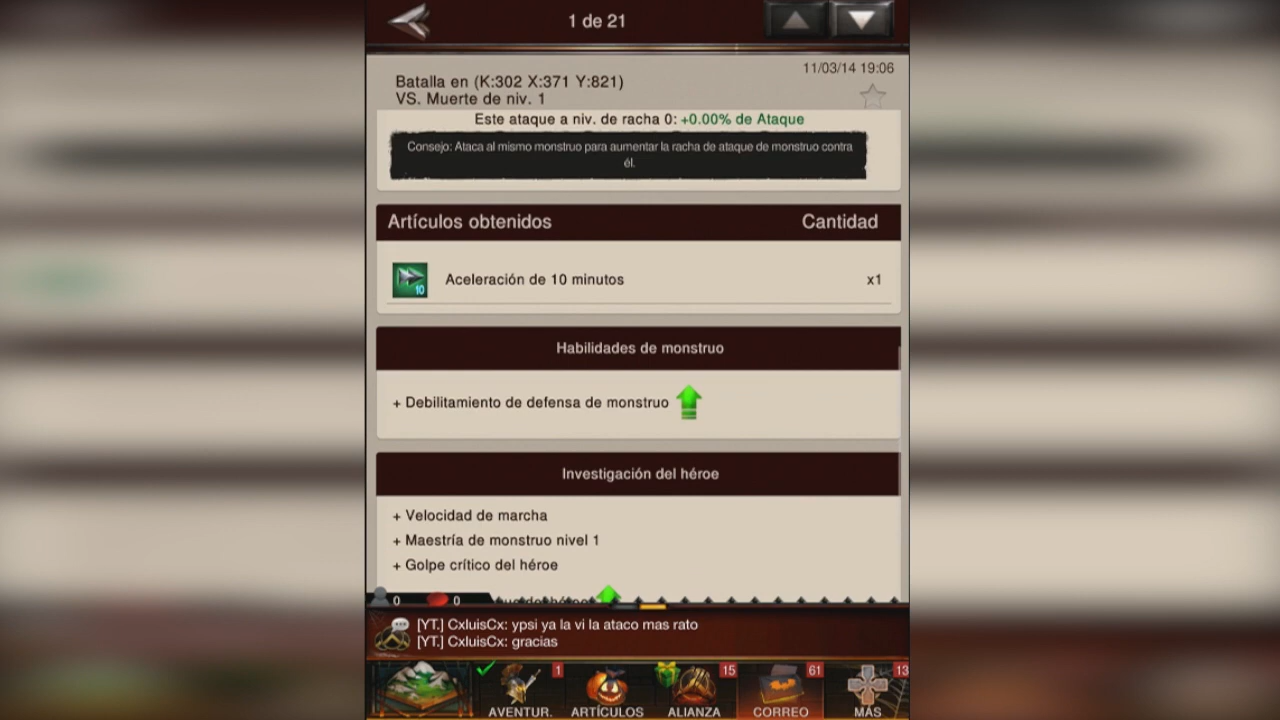 1 de 21
11/03/14 19:06
Batalla en (K:302 X:371 Y:821)
VS. Muerte de niv. 1
Este ataque a niv. de racha 0: +0.00% de Ataque
Consejo: Ataca al mismo monstruo para aumentar la racha de ataque de monstruo contra
él.
Artículos obtenidos Cantidad
10
Aceleración de 10 minutos x1
Habilidades de monstruo
+ Debilitamiento de defensa de monstruo
Investigación del héroe
+ Velocidad de marcha
+ Maestría de monstruo nivel 1
+ Golpe crítico del héroe
0 0
[YT.] CxluisCx: ypsi ya la vi la ataco mas rato
[YT.] CxluisCx: gracias
1 15 61 13
AVENTUR. ARTÍCULOS ALIANZA CORREO MÁS